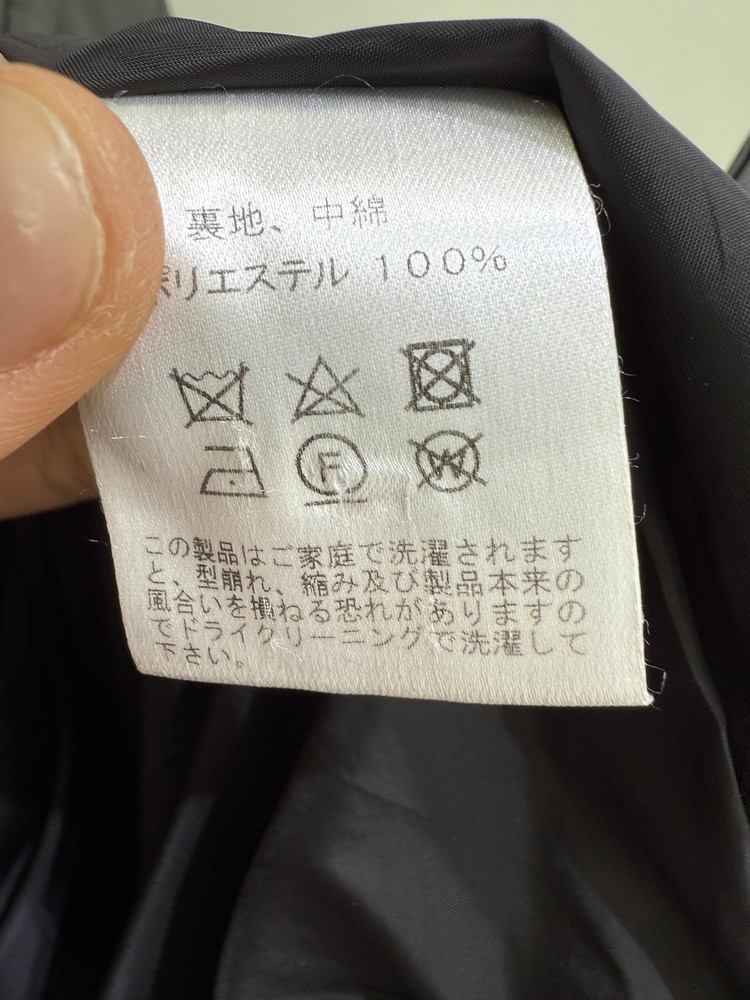 裏地、中綿
ポリエステル 100%
F
W
この製品はご家庭で洗濯されます
と、型崩れ、縮み及び製品本来の
風合いを損ねる恐れがありますの
でドライクリーニングで洗濯して
下さい。